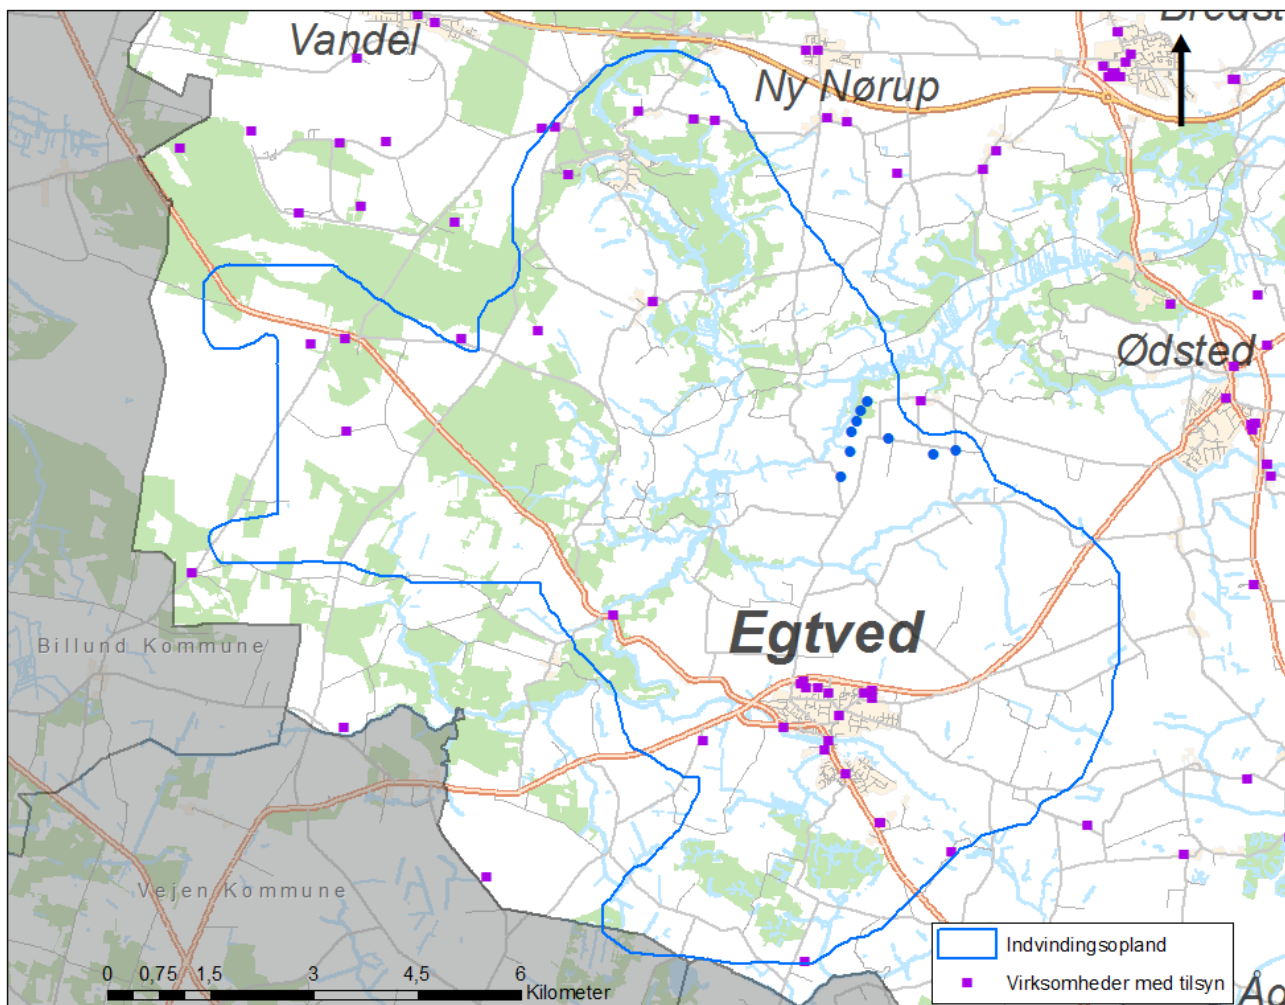 Vandel
Ny Nørup
Ødsted
Egtved
Billund Kommune
Vejen Kommune
Indvindingsopland
Virksomheder med tilsyn
0 0,75 1,5 3 4,5 6
Kilometer